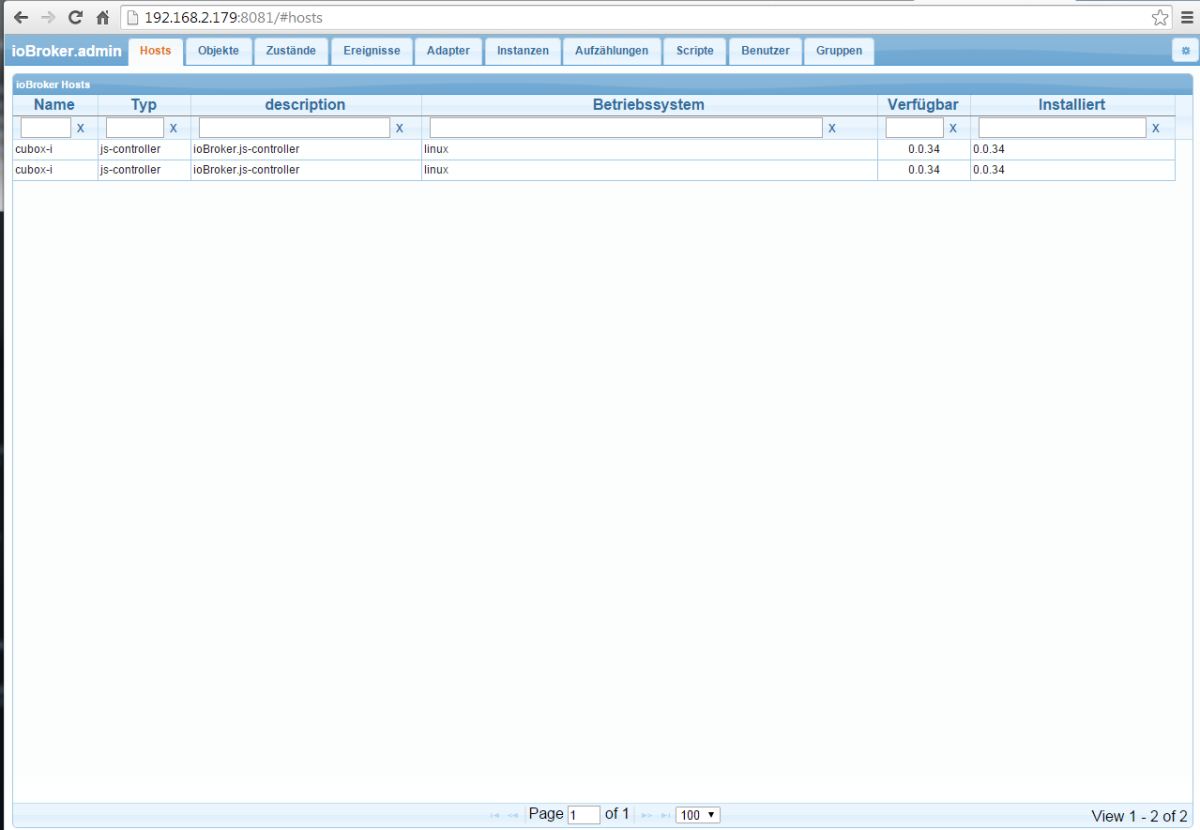 192.168.2.179:8081/#hosts
ioBroker.admin Hosts Objekte Zustände Ereignisse Adapter Instanzen Aufzählungen Scripte Benutzer Gruppen
ioBroker Hosts
Name Typ description Betriebssystem Verfügbar Installiert
X X X X X X
cubox-i js-controller ioBroker.js-controller linux 0.0.34 0.0.34
cubox-i js-controller ioBroker.js-controller linux 0.0.34 0.0.34
Page 1 of 1 100 View 1 - 2 of 2